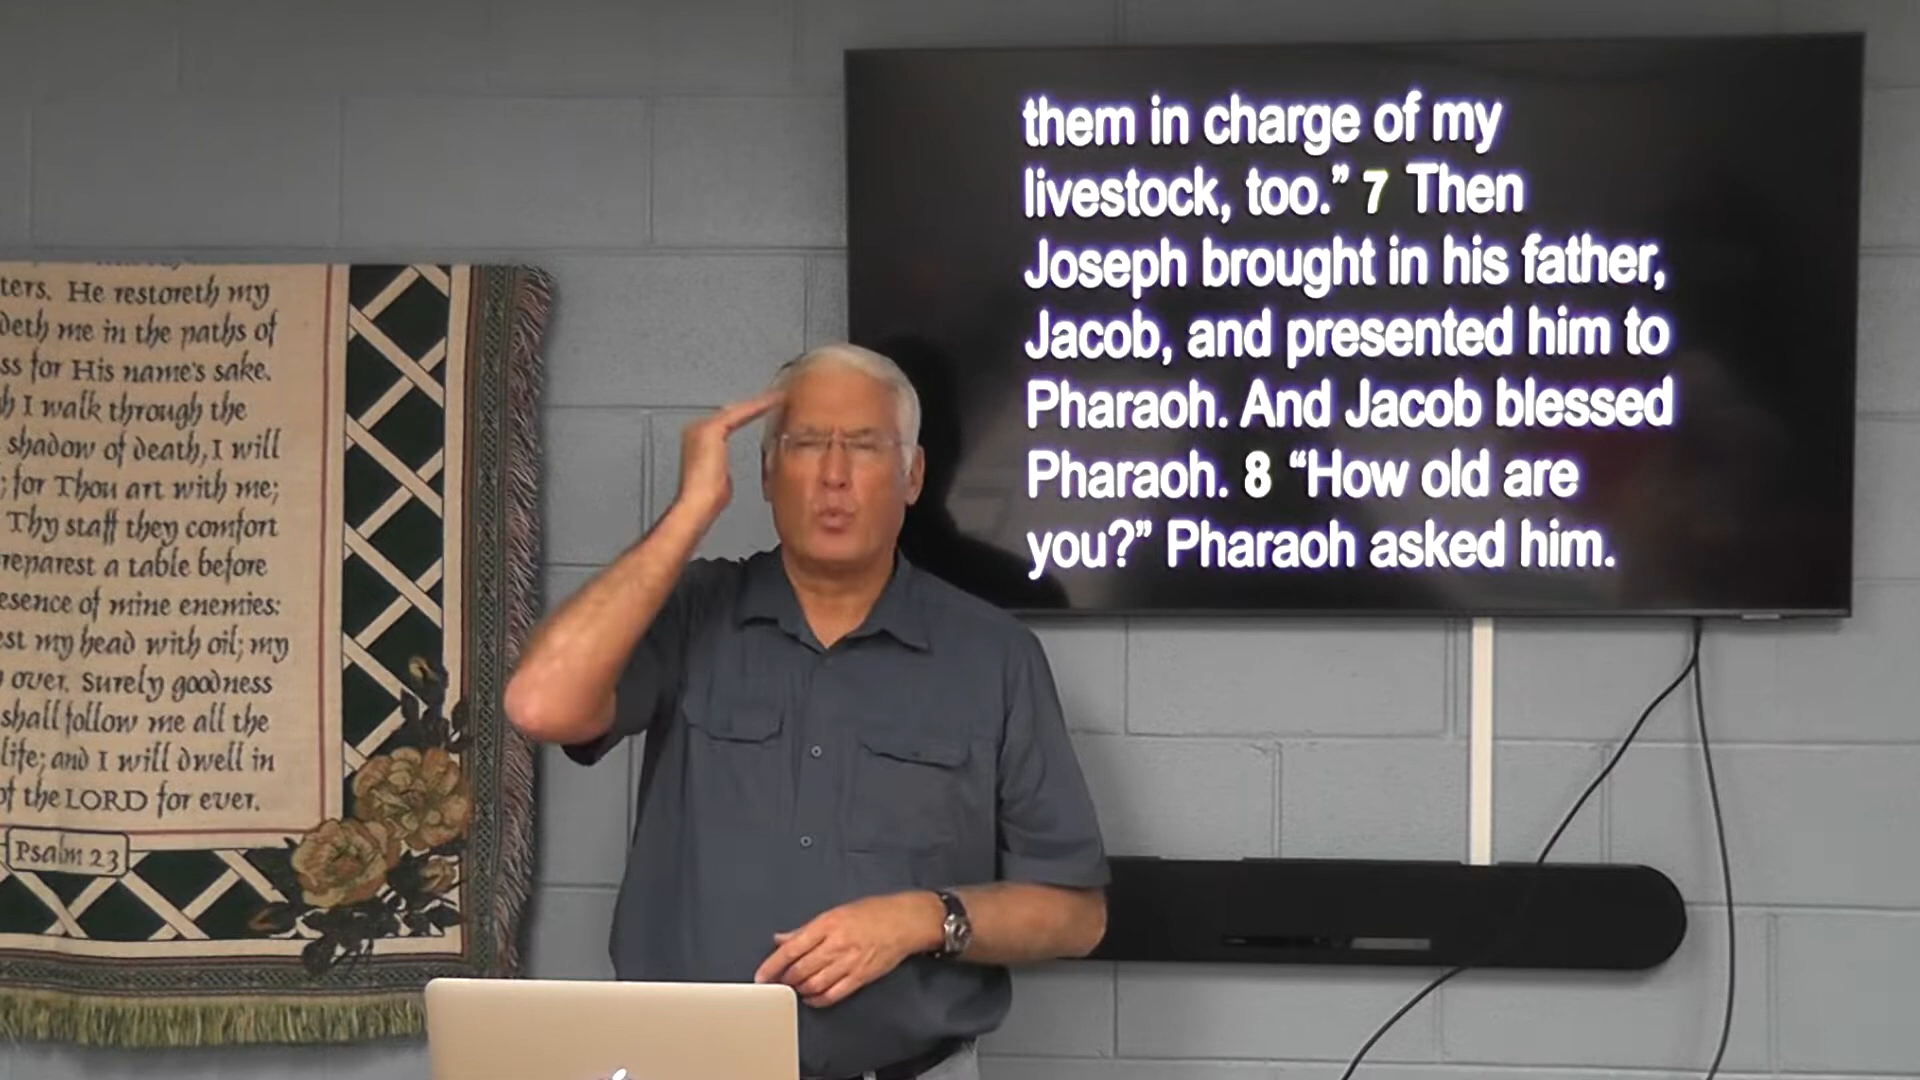 ters. He restoreth my
deth me in the paths of
ss for His name's sake.
h I walk through the
shadow of death, I will
; for Thou art with me;
Thy staff they comfort
reparest a table before
esence of mine enemies:
est my head with oil; my
over. Surely goodness
shall follow me all the
life; and I will dwell in
of the LORD for ever.
Psalm 23
them in charge of my
livestock, too.” 7 Then
Joseph brought in his father,
Jacob, and presented him to
Pharaoh. And Jacob blessed
Pharaoh. 8 “How old are
you?” Pharaoh asked him.